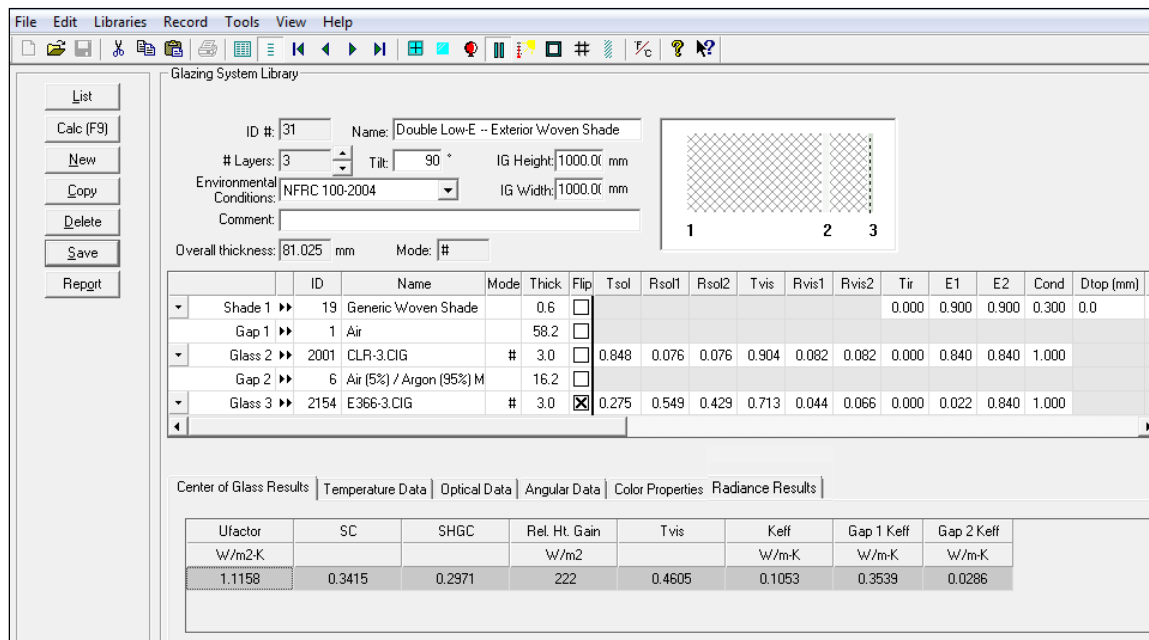 File Edit Libraries Record Tools View Help
Glazing System Library
List
Calc (F9)
New
Copy
Delete
Save
Report
ID #: 31 Name: Double Low-E -- Exterior Woven Shade
# Layers: 3 Tilt: 90 ° IG Height: 1000.00 mm
Environmental Conditions: NFRC 100-2004 IG Width: 1000.00 mm
Comment:
Overall thickness: 81.025 mm Mode: #
1 2 3
ID Name Mode Thick Flip Tsol Rsol1 Rsol2 Tvis Rvis1 Rvis2 Tir E1 E2 Cond Dtop (mm)
Shade 1 19 Generic Woven Shade 0.6 0.000 0.900 0.900 0.300 0.0
Gap 1 1 Air 58.2
Glass 2 2001 CLR-3.CIG # 3.0 0.848 0.076 0.076 0.904 0.082 0.082 0.000 0.840 0.840 1.000
Gap 2 6 Air (5%) / Argon (95%) M 16.2
Glass 3 2154 E366-3.CIG # 3.0 0.275 0.549 0.429 0.713 0.044 0.066 0.000 0.022 0.840 1.000
Center of Glass Results Temperature Data Optical Data Angular Data Color Properties Radiance Results
Ufactor SC SHGC Rel. Ht. Gain Tvis Keff Gap 1 Keff Gap 2 Keff
W/m2-K W/m2 W/m-K W/m-K W/m-K
1.1158 0.3415 0.2971 222 0.4605 0.1053 0.3539 0.0286